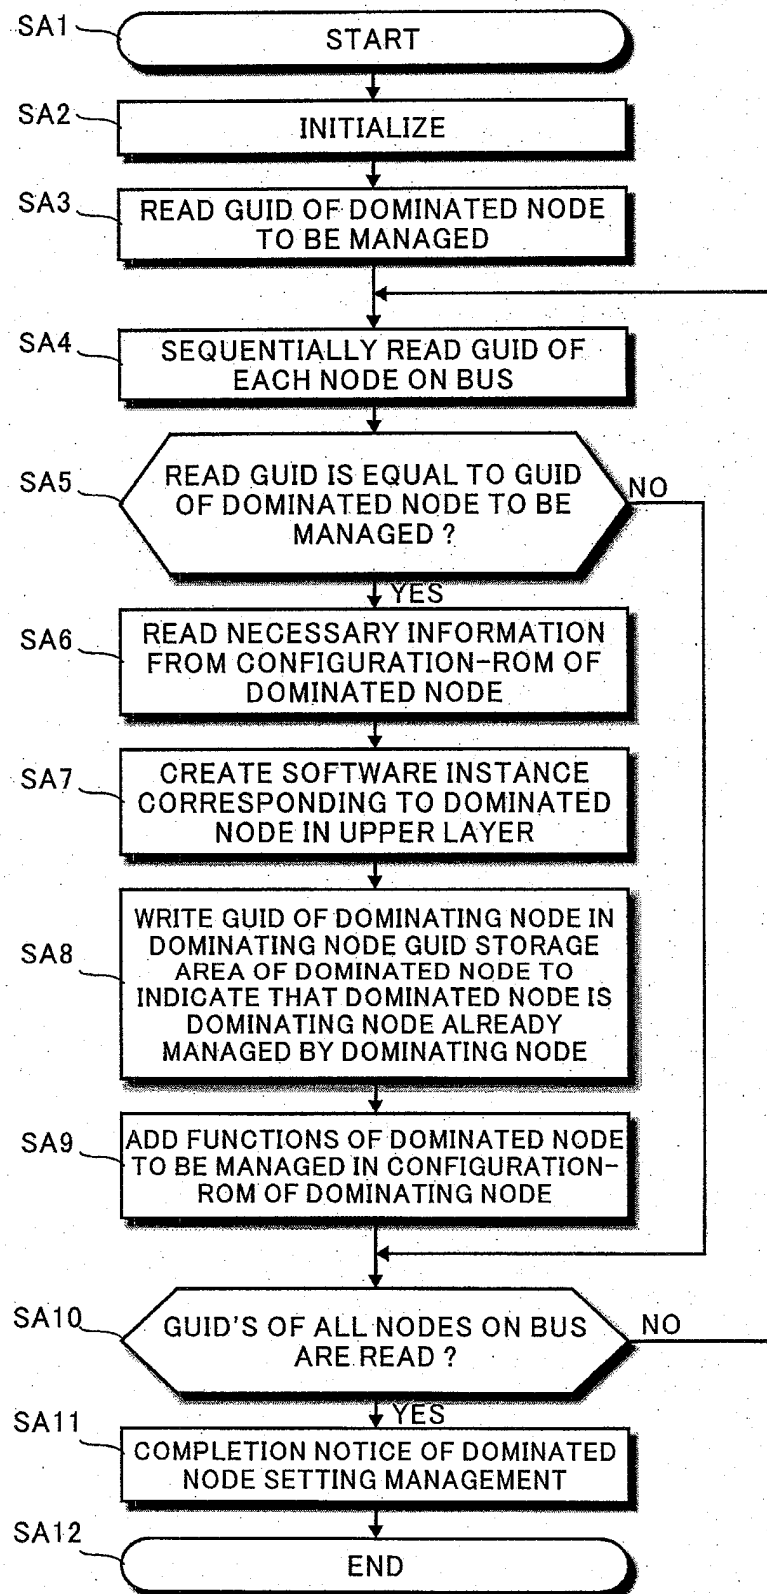 SA1
START
SA2
INITIALIZE
SA3
READ GUID OF DOMINATED NODE
TO BE MANAGED
SA4
SEQUENTIALLY READ GUID OF
EACH NODE ON BUS
SA5
READ GUID IS EQUAL TO GUID
OF DOMINATED NODE TO BE
MANAGED ?
NO
YES
SA6
READ NECESSARY INFORMATION
FROM CONFIGURATION-ROM OF
DOMINATED NODE
SA7
CREATE SOFTWARE INSTANCE
CORRESPONDING TO DOMINATED
NODE IN UPPER LAYER
SA8
WRITE GUID OF DOMINATING NODE IN
DOMINATING NODE GUID STORAGE
AREA OF DOMINATED NODE TO
INDICATE THAT DOMINATED NODE IS
DOMINATING NODE ALREADY
MANAGED BY DOMINATING NODE
SA9
ADD FUNCTIONS OF DOMINATED NODE
TO BE MANAGED IN CONFIGURATION-
ROM OF DOMINATING NODE
SA10
GUID'S OF ALL NODES ON BUS
ARE READ ?
NO
YES
SA11
COMPLETION NOTICE OF DOMINATED
NODE SETTING MANAGEMENT
SA12
END